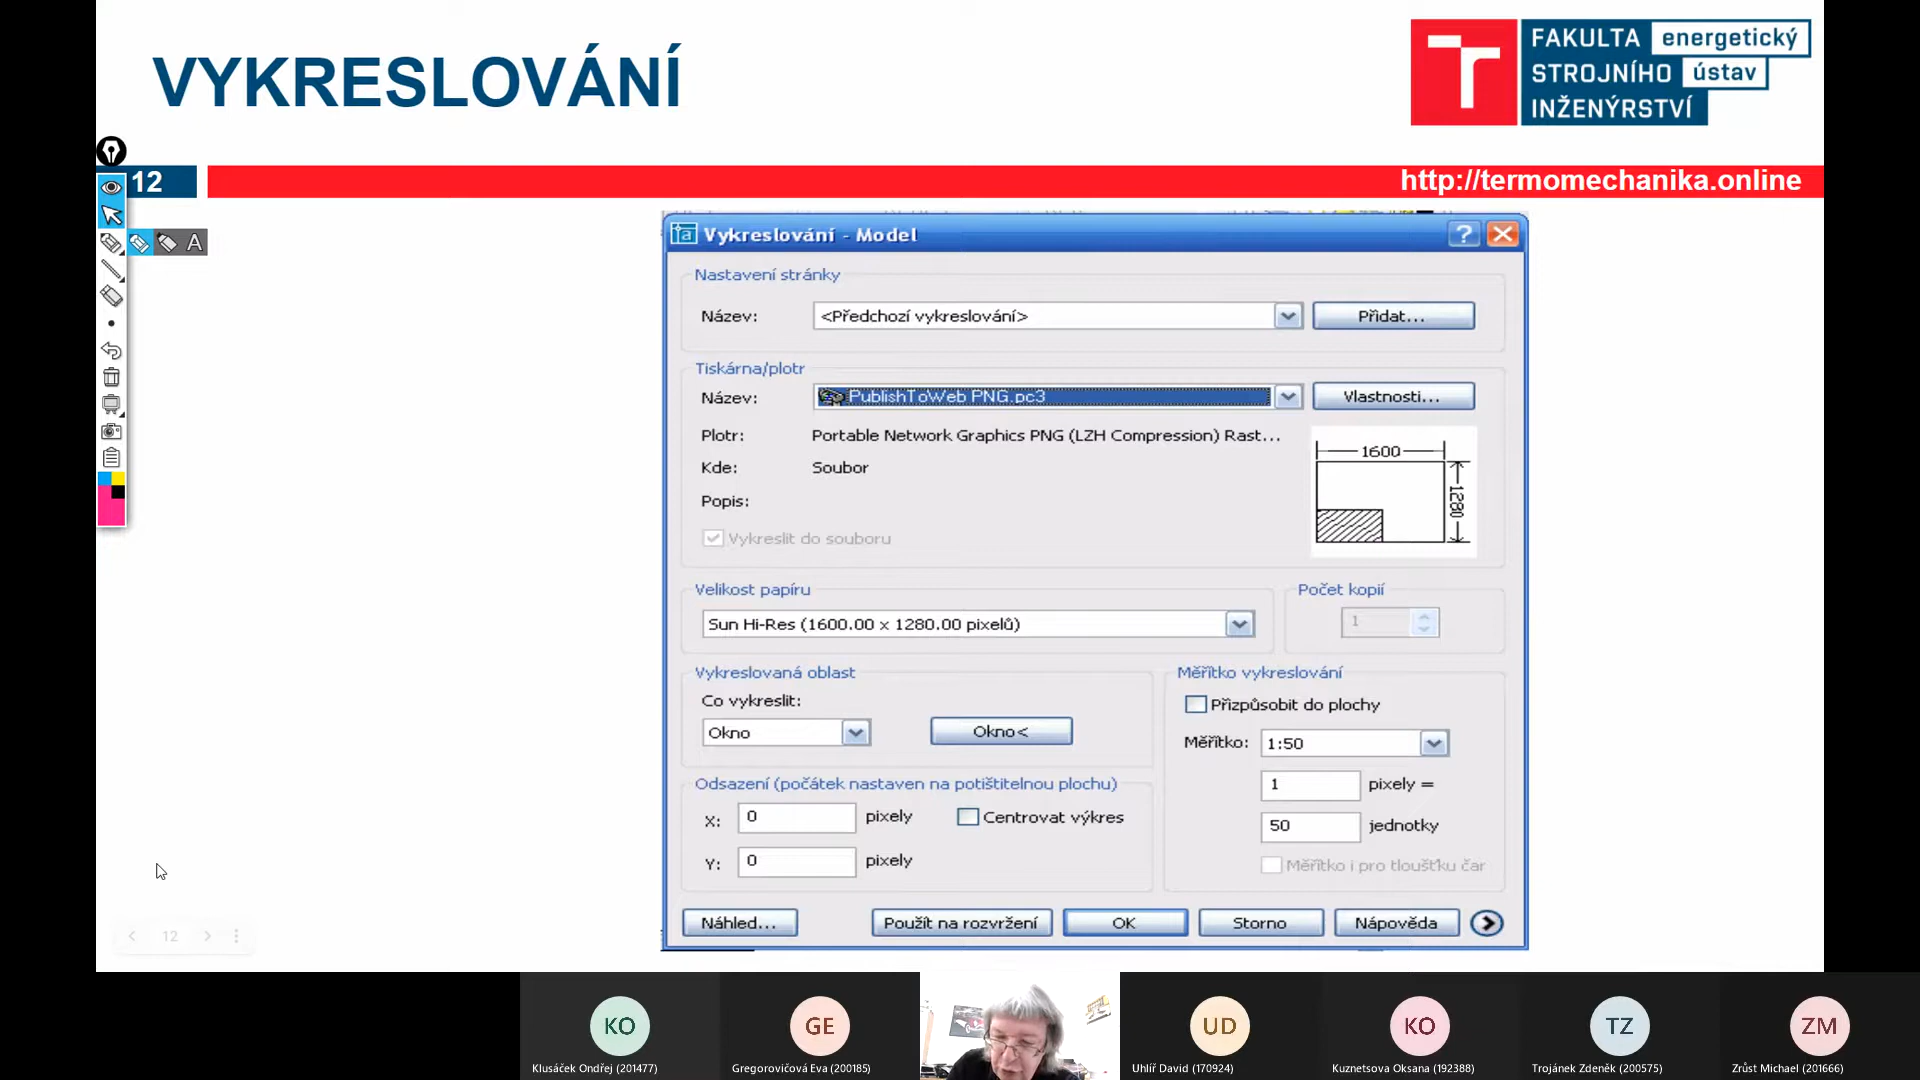 VYKRESLOVÁNÍ
FAKULTA energetický
STROJNÍHO ústav
INŽENÝRSTVÍ
12
http://termomechanika.online
A
Vykreslování - Model
Nastavení stránky
Název: <Předchozí vykreslování> Přidat...
Tiskárna/plotr
Název: PublishToWeb PNG.pc3 Vlastnosti...
Plotr: Portable Network Graphics PNG (LZH Compression) Rast...
Kde: Soubor
Popis:
Vykreslit do souboru
1600
1280
Velikost papíru
Sun Hi-Res (1600.00 x 1280.00 pixelů)
Počet kopií
1
Vykreslovaná oblast
Co vykreslit:
Okno Okno<
Měřítko vykreslování
Přizpůsobit do plochy
Měřítko: 1:50
1 pixely =
50 jednotky
Měřítko i pro tloušťku čar
Odsazení (počátek nastaven na potištitelnou plochu)
X: 0 pixely Centrovat výkres
Y: 0 pixely
Náhled... Použít na rozvržení OK Storno Nápověda
12
KO GE UD KO TZ ZM
Klusáček Ondřej (201477) Gregorovičová Eva (200185) Uhlíř David (170924) Kuznetsova Oksana (192388) Trojánek Zdeněk (200575) Zrůst Michael (201666)